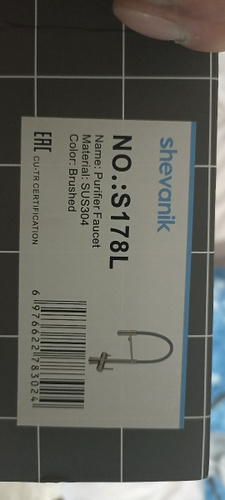 shevanik
NO.:S178L
Name: Purifier Faucet
Material: SUS304
Color: Brushed
EAC CU-TR CERTIFICATION
6 976622 783024